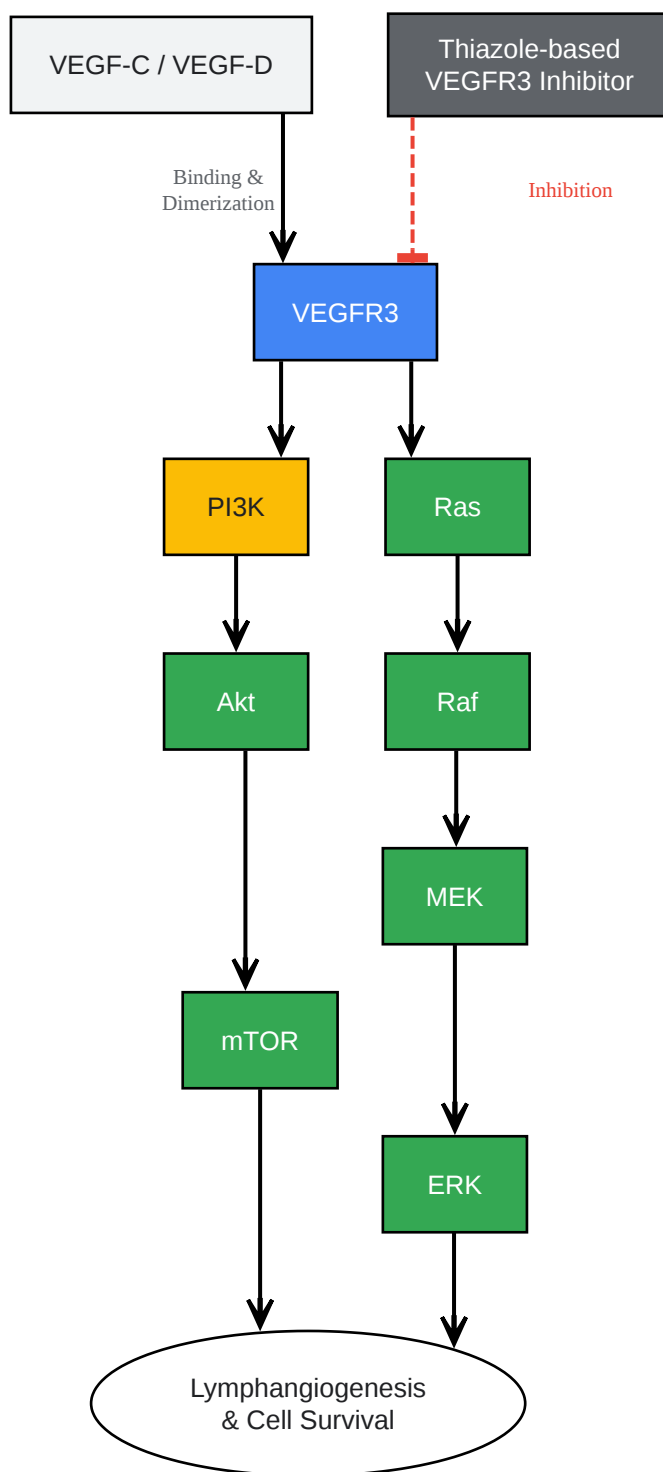 VEGF-C / VEGF-D
Thiazole-based
VEGFR3 Inhibitor
Binding &
Dimerization
Inhibition
VEGFR3
PI3K
Ras
Akt
Raf
MEK
mTOR
ERK
Lymphangiogenesis
& Cell Survival